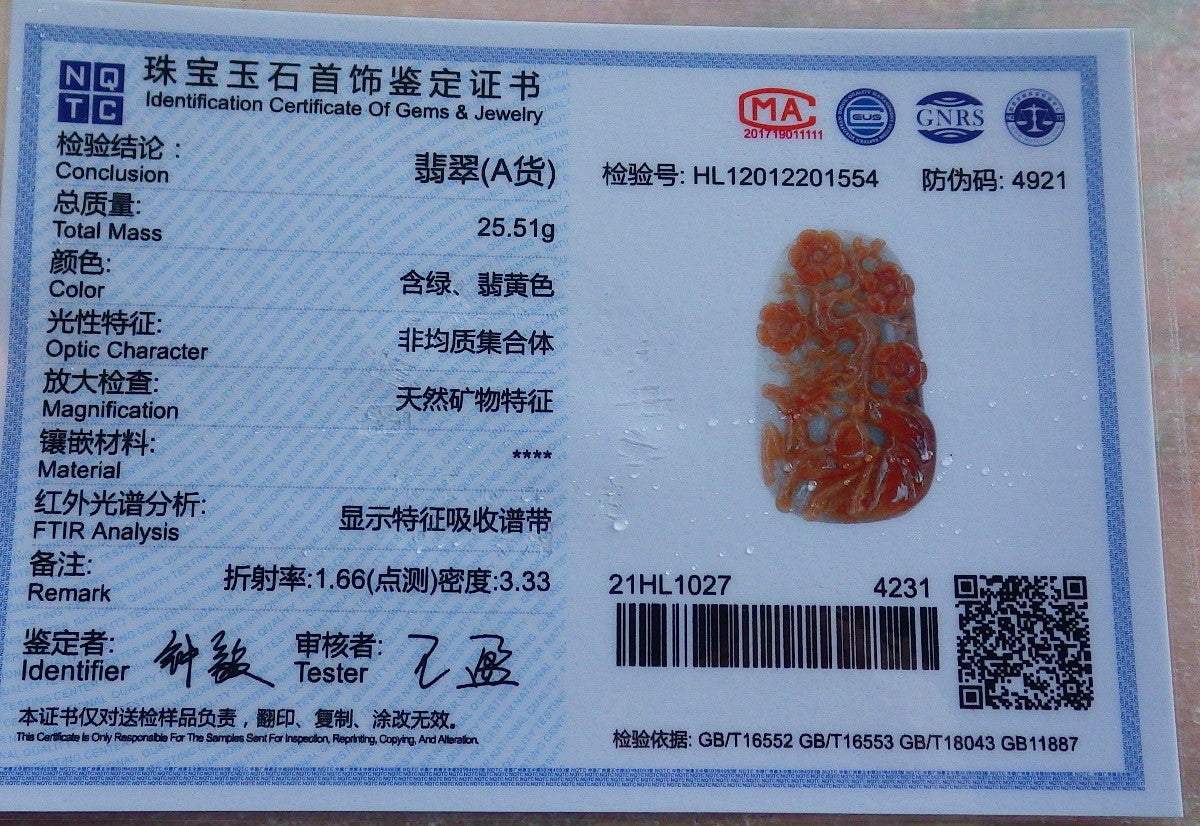 NQ
TC
珠宝玉石首饰鉴定证书
Identification Certificate Of Gems & Jewelry
检验结论：
Conclusion
翡翠(A货)
总质量:
Total Mass
25.51g
颜色:
Color
含绿、翡黄色
光性特征:
Optic Character
非均质集合体
放大检查:
Magnification
天然矿物特征
镶嵌材料:
Material
****
红外光谱分析:
FTIR Analysis
显示特征吸收谱带
备注:
Remark
折射率:1.66(点测)密度:3.33
鉴定者:
Identifier
审核者:
Tester
本证书仅对送检样品负责，翻印、复制、涂改无效。
This Certificate Is Only Responsible For The Samples Sent For Inspection, Reprinting, Copying, And Alteration.
MA
201719011111
GUS
GNRS
检验号: HL12012201554
防伪码: 4921
21HL1027
4231
检验依据: GB/T16552 GB/T16553 GB/T18043 GB11887